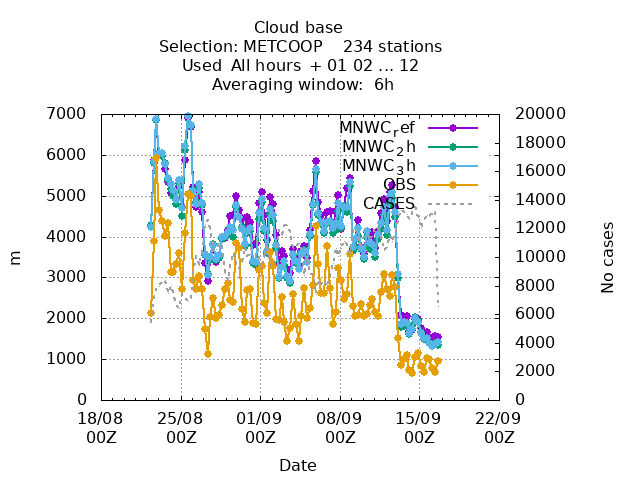 Cloud base
Selection: METCOOP    234 stations
Used  All hours  + 01 02 ... 12
Averaging window:  6h
7000
6000
5000
4000
3000
2000
1000
0
m
20000
18000
16000
14000
12000
10000
8000
6000
4000
2000
0
No cases
MNWCref
MNWC2h
MNWC3h
OBS
CASES
18/08 00Z
25/08 00Z
01/09 00Z
08/09 00Z
15/09 00Z
22/09 00Z
Date